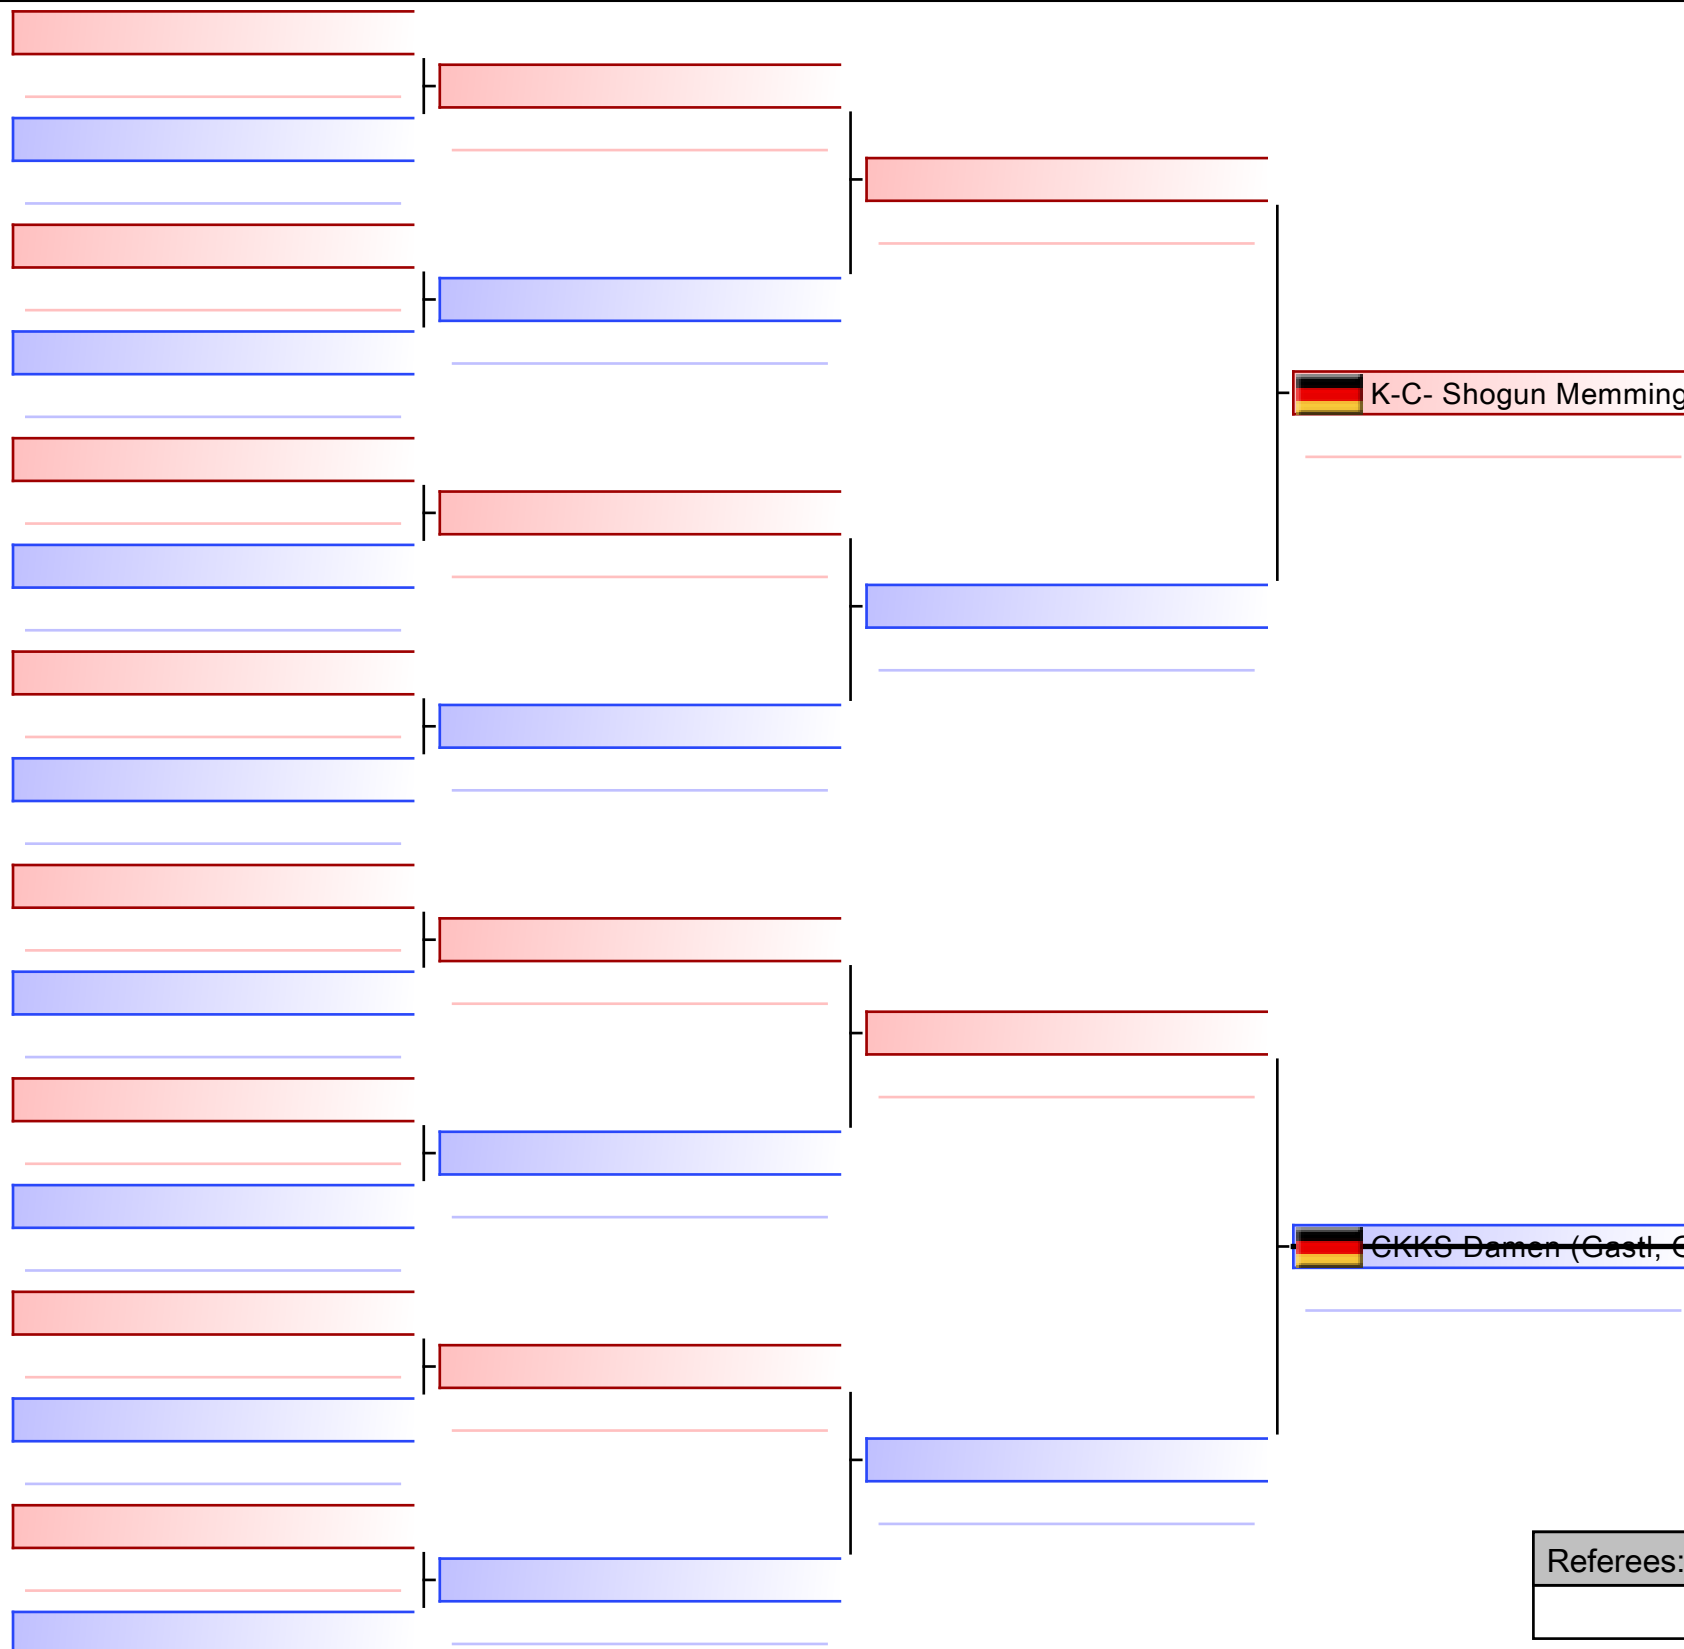 K-C- Shogun Memming
CKKS Damen (Gastl,
Referees: